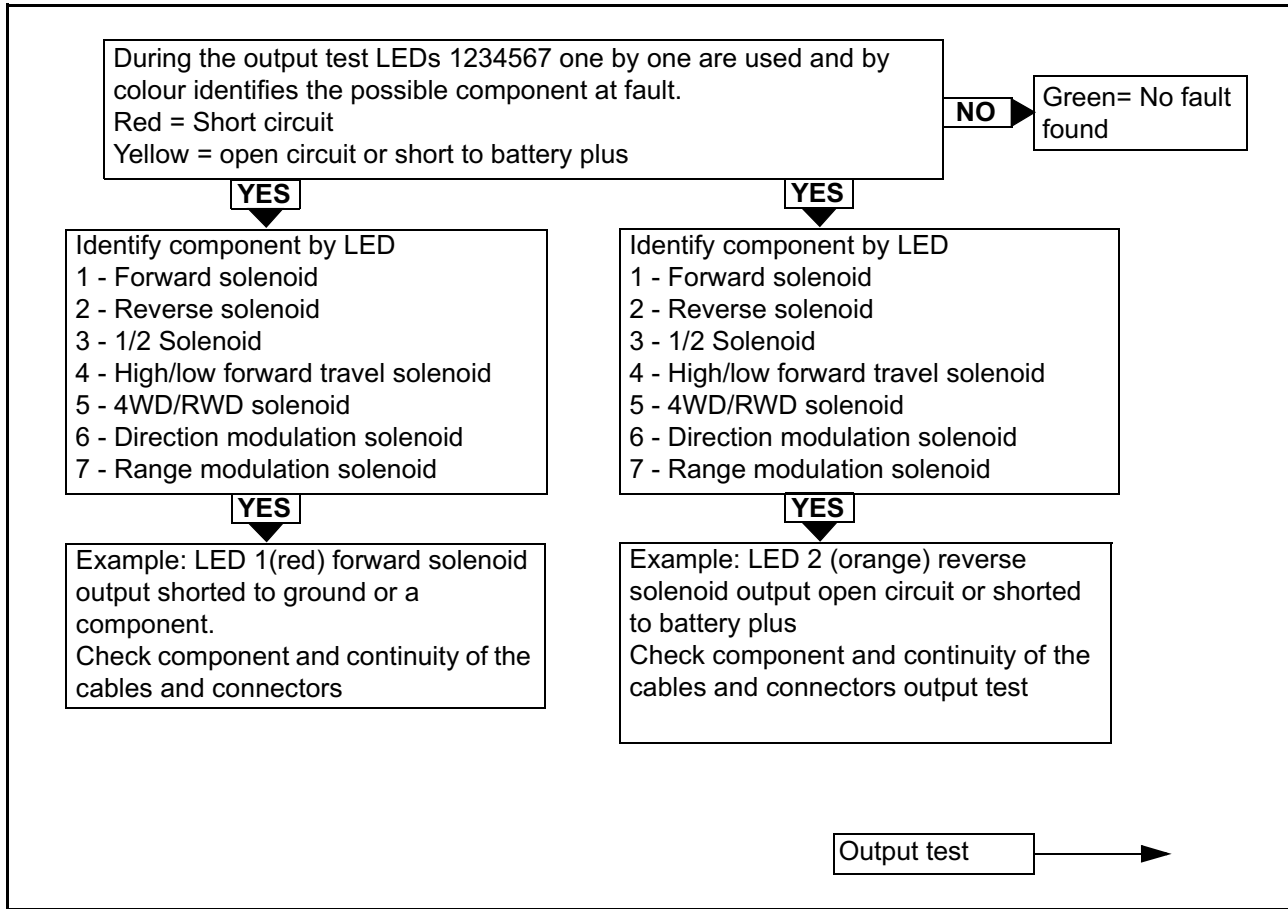 During the output test LEDs 1234567 one by one are used and by
colour identifies the possible component at fault.
Red = Short circuit
Yellow = open circuit or short to battery plus
NO
Green= No fault
found
YES
YES
Identify component by LED
1 - Forward solenoid
2 - Reverse solenoid
3 - 1/2 Solenoid
4 - High/low forward travel solenoid
5 - 4WD/RWD solenoid
6 - Direction modulation solenoid
7 - Range modulation solenoid
Identify component by LED
1 - Forward solenoid
2 - Reverse solenoid
3 - 1/2 Solenoid
4 - High/low forward travel solenoid
5 - 4WD/RWD solenoid
6 - Direction modulation solenoid
7 - Range modulation solenoid
YES
YES
Example: LED 1(red) forward solenoid
output shorted to ground or a
component.
Check component and continuity of the
cables and connectors
Example: LED 2 (orange) reverse
solenoid output open circuit or shorted
to battery plus
Check component and continuity of the
cables and connectors output test
Output test